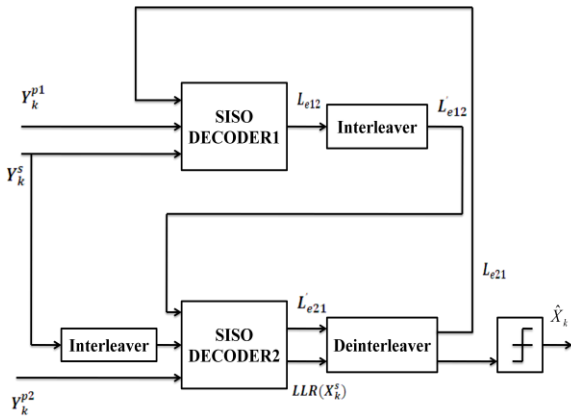 Y_k^{p1}
SISO
DECODER1
L_{e12}
Interleaver
L'_{e12}
Y_k^s
L_{e21}
Interleaver
SISO
DECODER2
L'_{e21}
Deinterleaver
X̂_k
LLR(X_k^s)
Y_k^{p2}